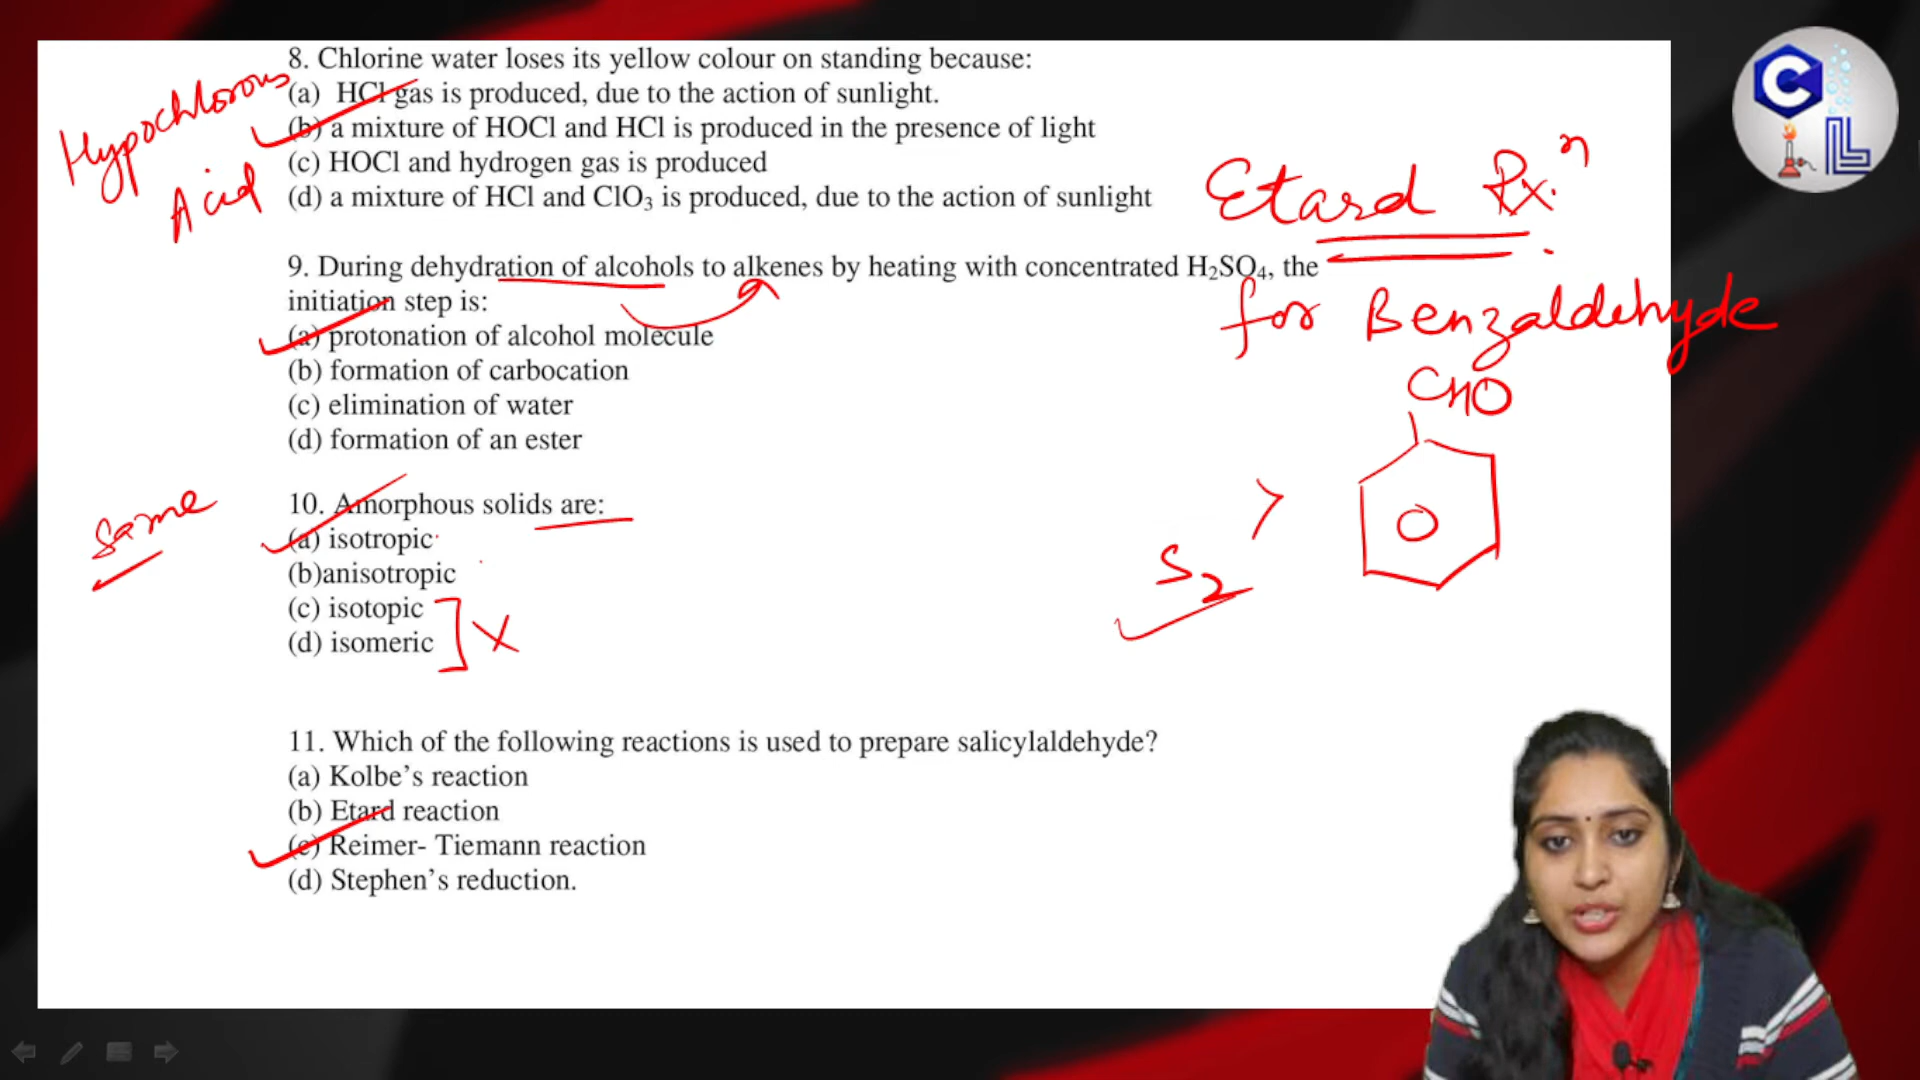 8. Chlorine water loses its yellow colour on standing because:
(a) HCl gas is produced, due to the action of sunlight.
(b) a mixture of HOCl and HCl is produced in the presence of light
(c) HOCl and hydrogen gas is produced
(d) a mixture of HCl and ClO₃ is produced, due to the action of sunlight
Hypochlorous
Acid
9. During dehydration of alcohols to alkenes by heating with concentrated H₂SO₄, the
initiation step is:
(a) protonation of alcohol molecule
(b) formation of carbocation
(c) elimination of water
(d) formation of an ester
Etard Rxⁿ.
for Benzaldehyde
CHO
10. Amorphous solids are:
(a) isotropic
(b)anisotropic
(c) isotopic
(d) isomeric
Same
S₂
11. Which of the following reactions is used to prepare salicylaldehyde?
(a) Kolbe’s reaction
(b) Etard reaction
(c) Reimer- Tiemann reaction
(d) Stephen’s reduction.
CL